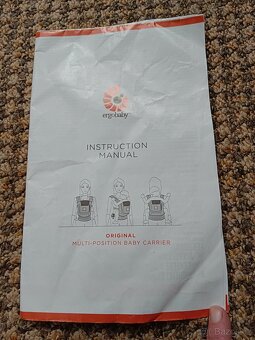 ergobaby
INSTRUCTION
MANUAL
ORIGINAL
MULTI-POSITION BABY CARRIER